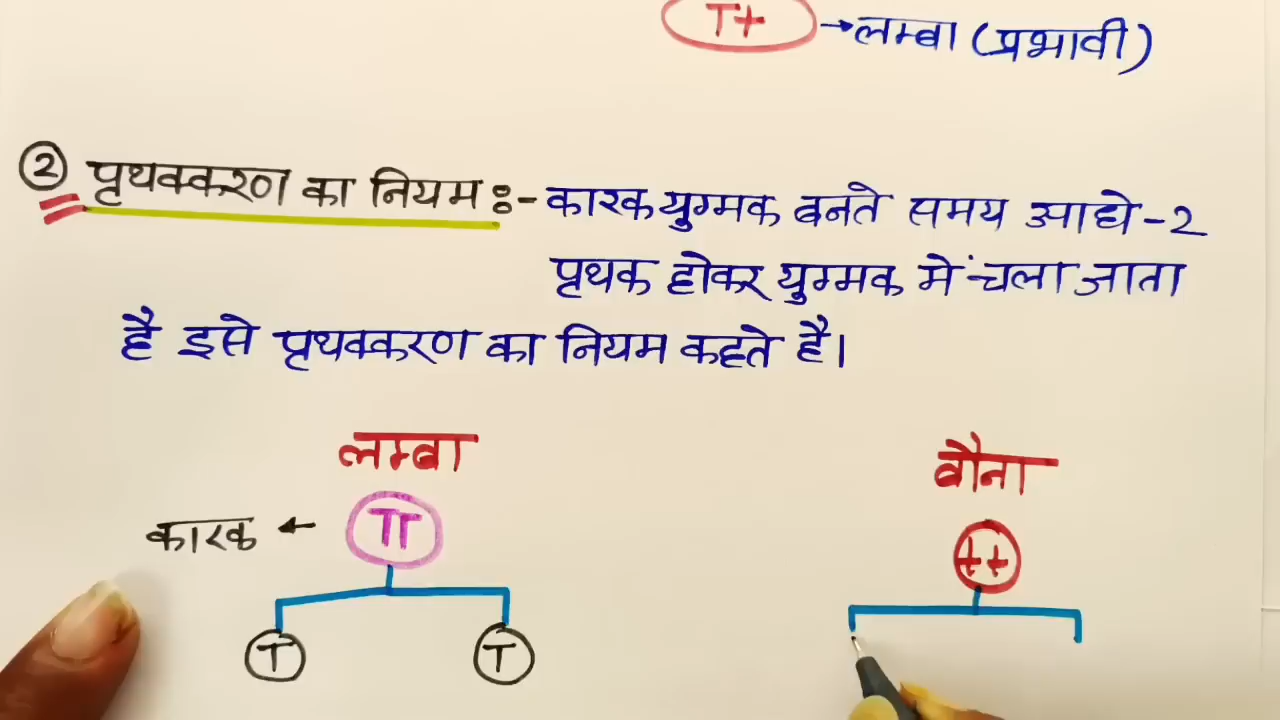 Tt → लम्बा (प्रभावी)
② पृथक्करण का नियम :- कारक युग्मक बनते समय आधे-2
पृथक होकर युग्मक में चला जाता
है इसे पृथक्करण का नियम कहते है।
लम्बा
बौना
कारक ← TT
tt
T T